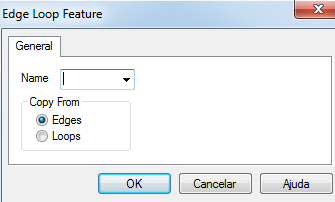 Edge Loop Feature
General
Name
Copy From
Edges
Loops
OK
Cancelar
Ajuda